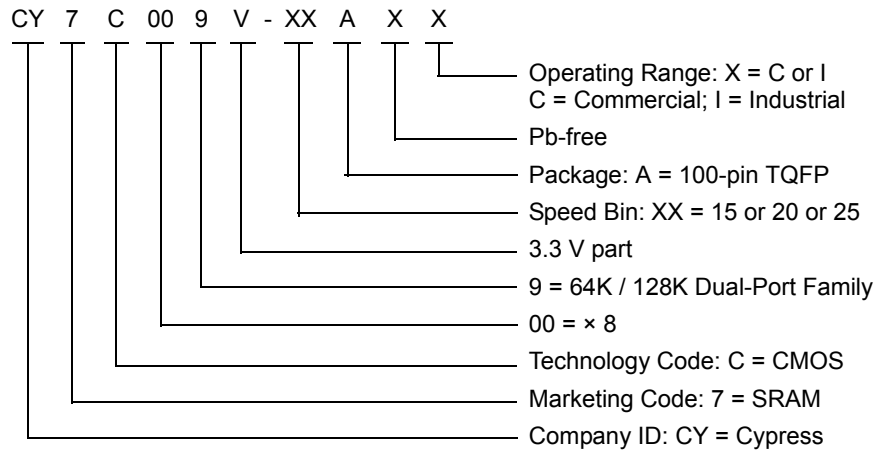 CY 7 C 00 9 V - XX A X X
Operating Range: X = C or I
C = Commercial; I = Industrial
Pb-free
Package: A = 100-pin TQFP
Speed Bin: XX = 15 or 20 or 25
3.3 V part
9 = 64K / 128K Dual-Port Family
00 = × 8
Technology Code: C = CMOS
Marketing Code: 7 = SRAM
Company ID: CY = Cypress